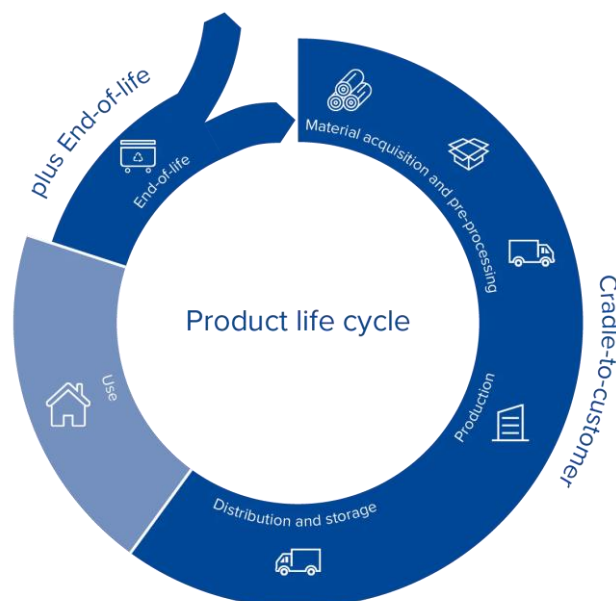 plus End-of-life
End-of-life
Material acquisition and pre-processing
Product life cycle
Cradle-to-customer
Use
Production
Distribution and storage